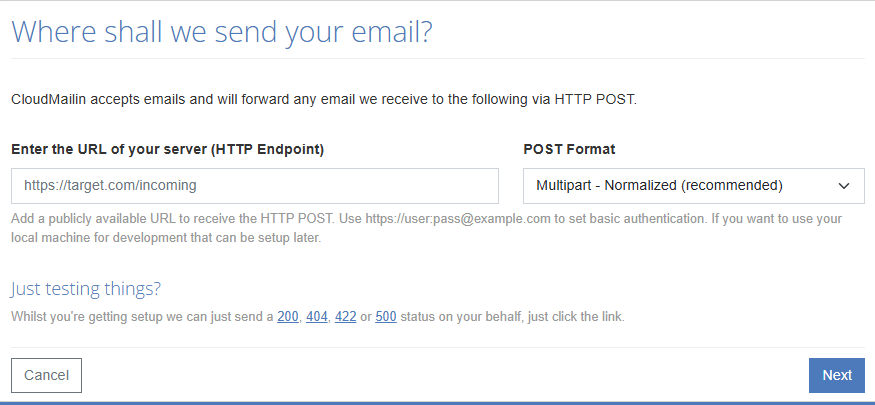 Where shall we send your email?
CloudMailin accepts emails and will forward any email we receive to the following via HTTP POST.
Enter the URL of your server (HTTP Endpoint)
POST Format
https://target.com/incoming
Multipart - Normalized (recommended)
Add a publicly available URL to receive the HTTP POST. Use https://user:pass@example.com to set basic authentication. If you want to use your
local machine for development that can be setup later.
Just testing things?
Whilst you're getting setup we can just send a 200, 404, 422 or 500 status on your behalf, just click the link.
Cancel
Next